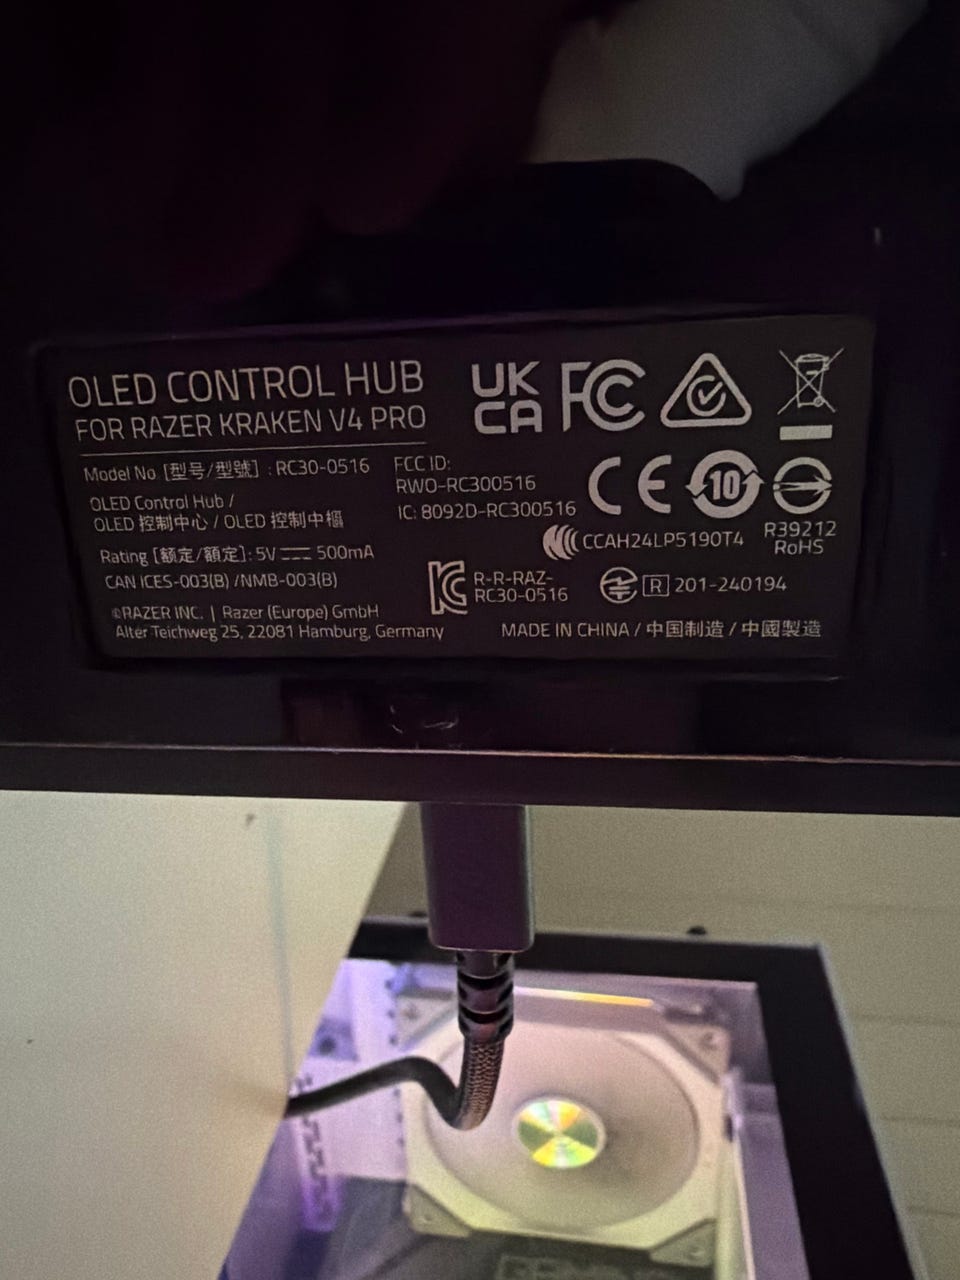 OLED CONTROL HUB
FOR RAZER KRAKEN V4 PRO
Model No [型号/型號] : RC30-0516
OLED Control Hub /
OLED 控制中心 / OLED 控制中樞
Rating [额定/額定]: 5V 500mA
CAN ICES-003(B) /NMB-003(B)
©RAZER INC. | Razer (Europe) GmbH
Alter Teichweg 25, 22081 Hamburg, Germany
UK
CA
FC
FCC ID:
RWO-RC300516
IC: 8092D-RC300516
CE
10
R39212
RoHS
CCAH24LP5190T4
R-R-RAZ-
RC30-0516
R 201-240194
MADE IN CHINA / 中国制造 / 中國製造